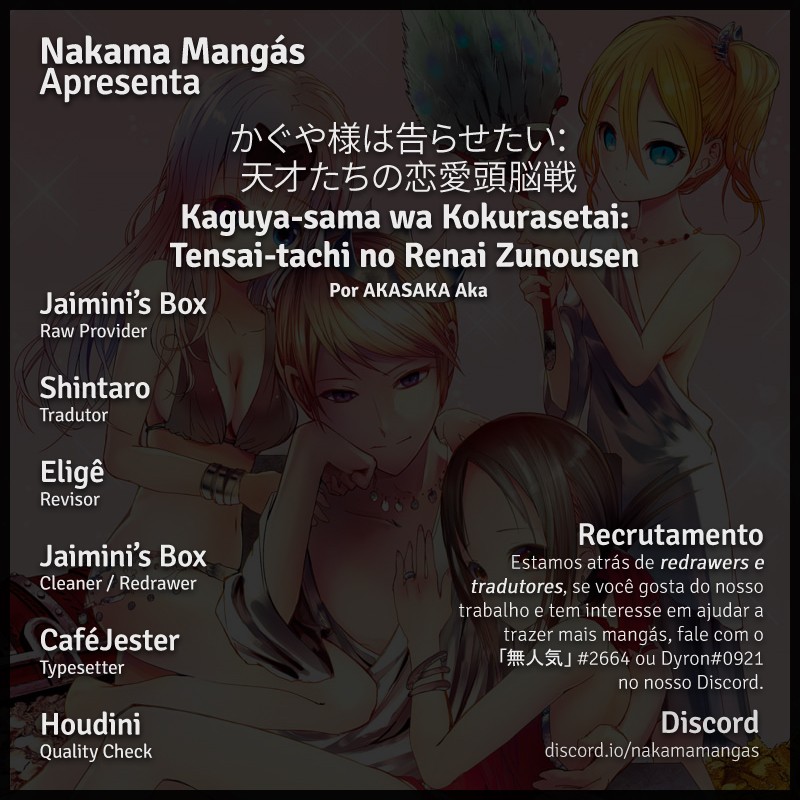 Nakama Mangás
Apresenta
かぐや様は告らせたい:
天才たちの恋愛頭脳戦
Kaguya-sama wa Kokurasetai:
Tensai-tachi no Renai Zunousen
Por AKASAKA Aka
Jaimini's Box
Raw Provider
Shintaro
Tradutor
Eligê
Revisor
Jaimini's Box
Cleaner / Redrawer
CaféJester
Typesetter
Houdini
Quality Check
Recrutamento
Estamos atrás de redrawers e
tradutores, se você gosta do nosso
trabalho e tem interesse em ajudar a
trazer mais mangás, fale com o
「無人気」 #2664 ou Dyron#0921
no nosso Discord.
Discord
discord.io/nakamamangas